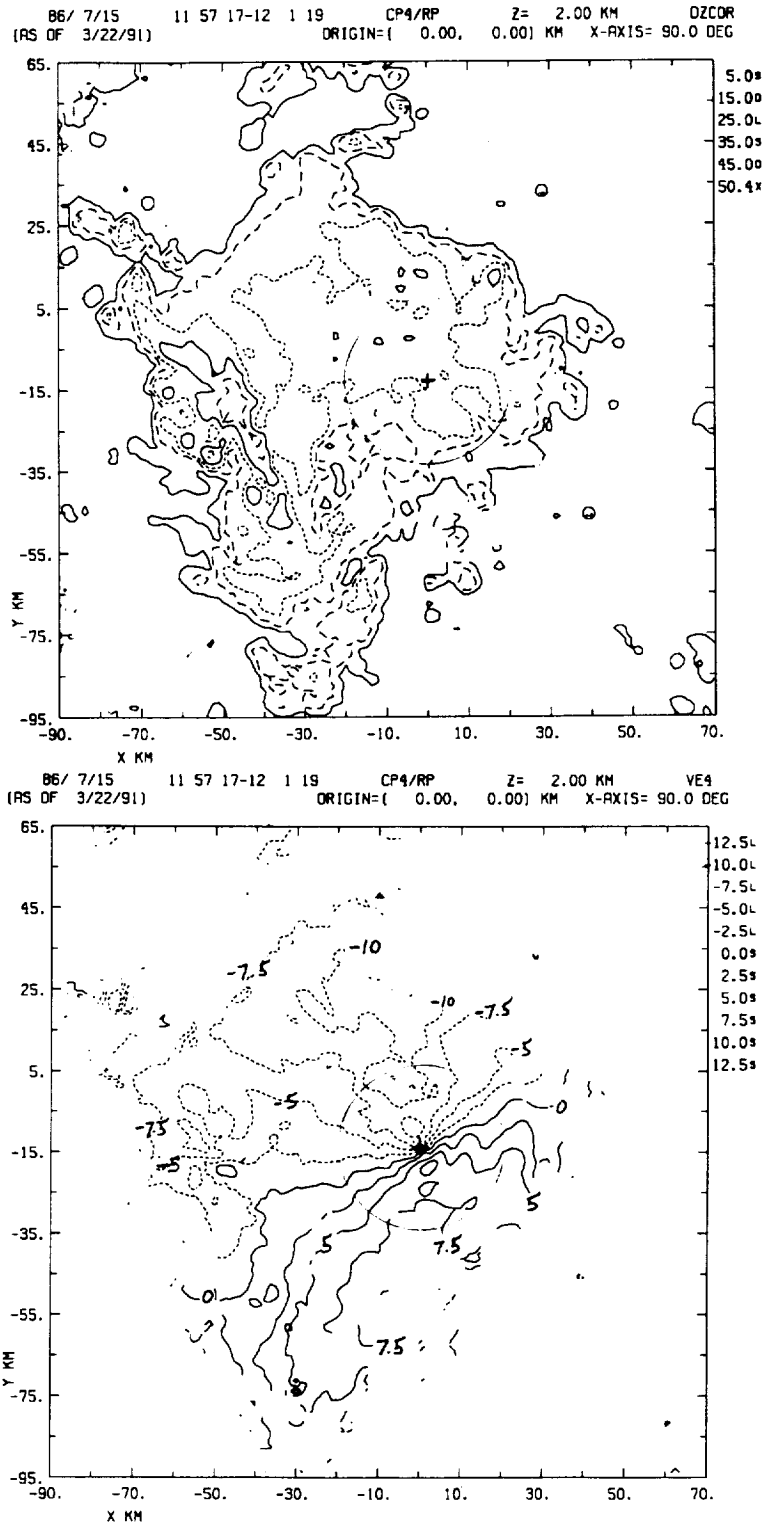 86/ 7/15 11 57 17-12 1 19 CP4/RP Z= 2.00 KM DZCOR
(AS OF 3/22/91) ORIGIN=( 0.00, 0.00) KM X-AXIS= 90.0 DEG
65.
45.
25.
5.
-15.
-35.
-55.
-75.
-95.
Y KM
5.0S
15.0D
25.0L
35.0S
45.0D
50.4X
-90. -70. -50. -30. -10. 10. 30. 50. 70.
X KM
86/ 7/15 11 57 17-12 1 19 CP4/RP Z= 2.00 KM VE4
(AS OF 3/22/91) ORIGIN=( 0.00, 0.00) KM X-AXIS= 90.0 DEG
65.
45.
25.
5.
-15.
-35.
-55.
-75.
-95.
Y KM
12.5L
10.0L
-7.5L
-5.0L
-2.5L
0.0S
2.5S
5.0S
7.5S
10.0S
12.5S
-10
-7.5
-10
-7.5
-5
-5
0
-7.5
-5
5
5
7.5
0
7.5
-90. -70. -50. -30. -10. 10. 30. 50. 70.
X KM